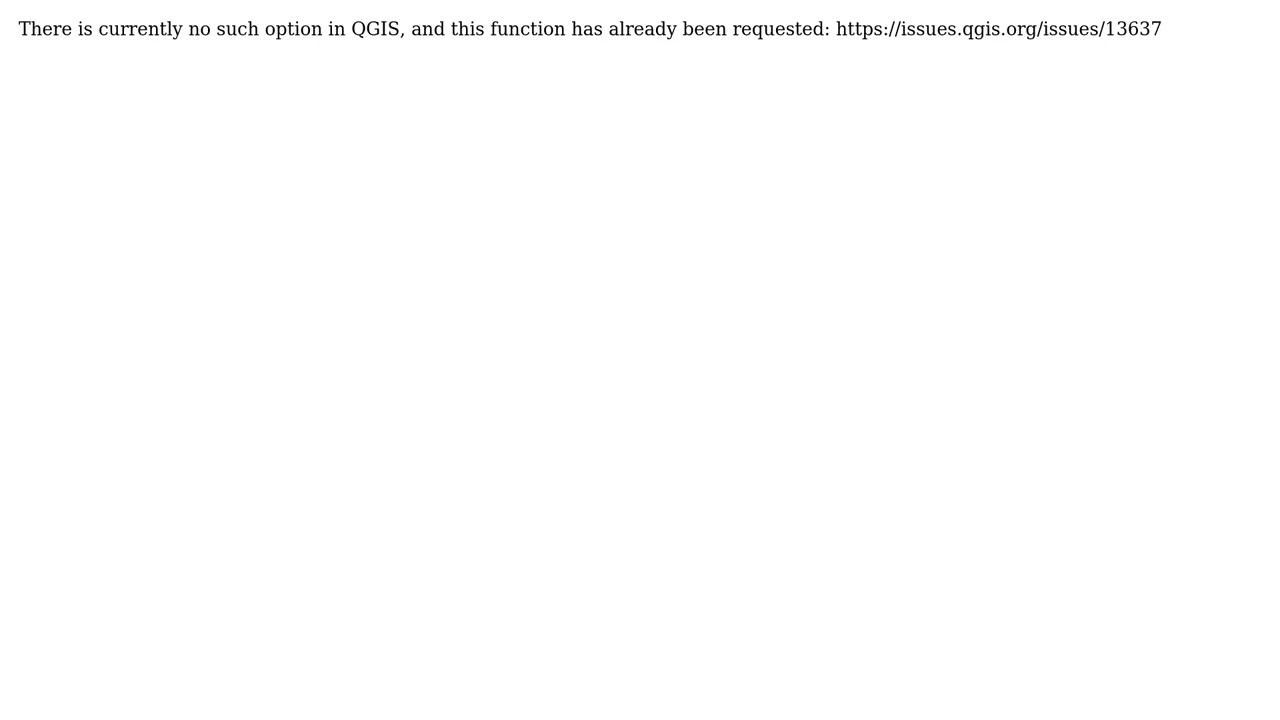 There is currently no such option in QGIS, and this function has already been requested: https://issues.qgis.org/issues/13637